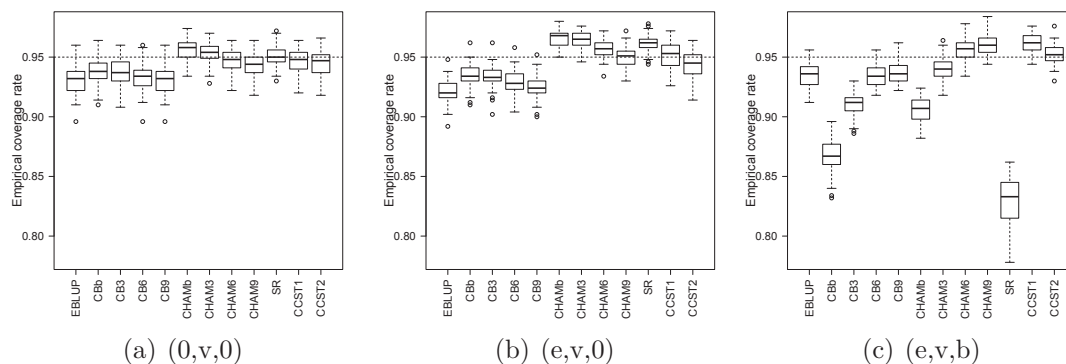 Empirical coverage rate
0.95
0.90
0.85
0.80
EBLUP
CBb
CB3
CB6
CB9
CHAMb
CHAM3
CHAM6
CHAM9
SR
CCST1
CCST2
(a) (0,v,0)
Empirical coverage rate
0.95
0.90
0.85
0.80
EBLUP
CBb
CB3
CB6
CB9
CHAMb
CHAM3
CHAM6
CHAM9
SR
CCST1
CCST2
(b) (e,v,0)
Empirical coverage rate
0.95
0.90
0.85
0.80
EBLUP
CBb
CB3
CB6
CB9
CHAMb
CHAM3
CHAM6
CHAM9
SR
CCST1
CCST2
(c) (e,v,b)